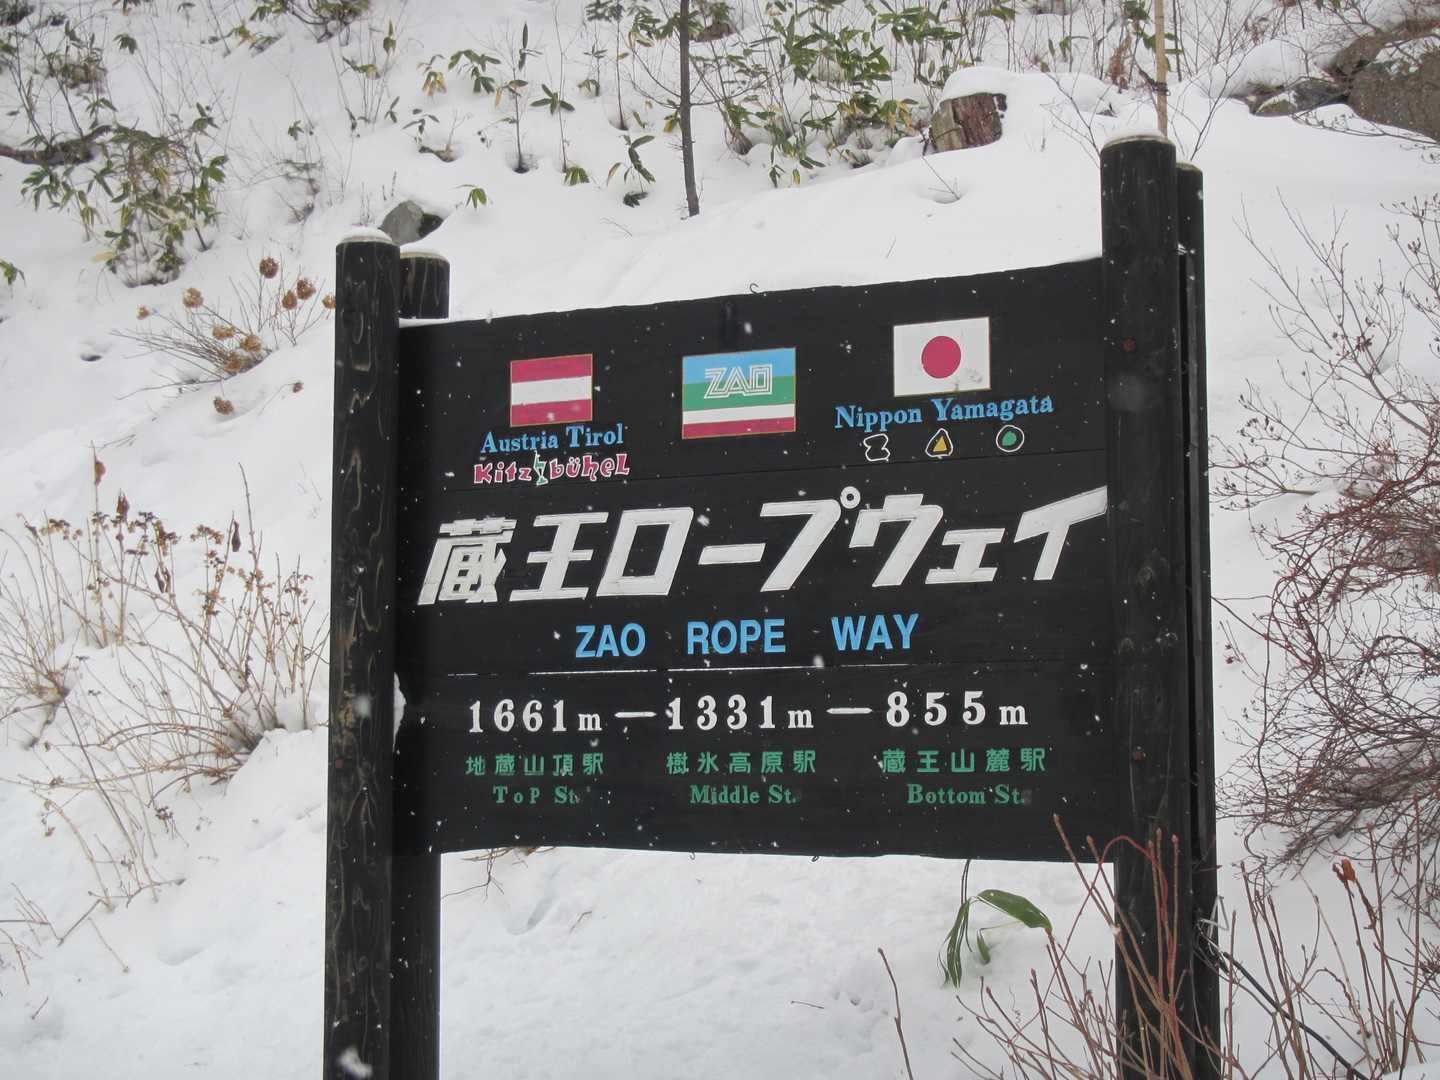 ZAO
Austria Tirol
Kitzbühel
Nippon Yamagata
蔵王ロープウェイ
ZAO ROPE WAY
1661m — 1331m — 855m
地蔵山頂駅 樹氷高原駅 蔵王山麓駅
ToP St. Middle St. Bottom St.